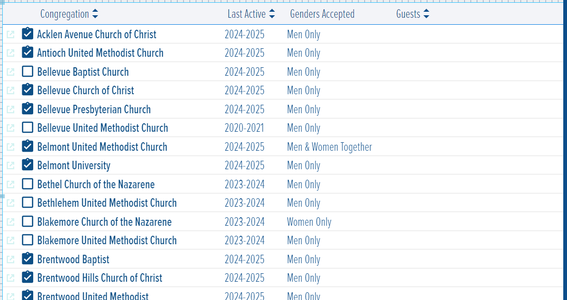 Congregation Last Active Genders Accepted Guests
Acklen Avenue Church of Christ 2024-2025 Men Only
Antioch United Methodist Church 2024-2025 Men Only
Bellevue Baptist Church 2024-2025 Men Only
Bellevue Church of Christ 2024-2025 Men Only
Bellevue Presbyterian Church 2024-2025 Men Only
Bellevue United Methodist Church 2020-2021 Men Only
Belmont United Methodist Church 2024-2025 Men & Women Together
Belmont University 2024-2025 Men Only
Bethel Church of the Nazarene 2023-2024 Men Only
Bethlehem United Methodist Church 2023-2024 Men Only
Blakemore Church of the Nazarene 2023-2024 Women Only
Blakemore United Methodist Church 2023-2024 Men Only
Brentwood Baptist 2024-2025 Men Only
Brentwood Hills Church of Christ 2024-2025 Men Only
Brentwood United Methodist 2024-2025 Men Only